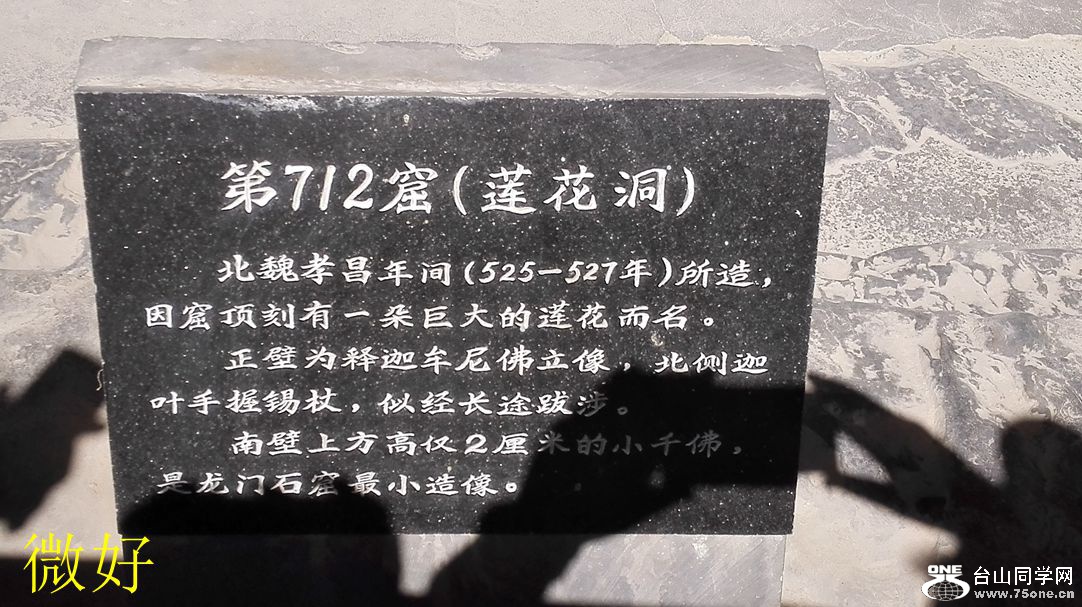 第712窟(莲花洞)
北魏孝昌年间(525—527年)所造,
因窟顶刻有一朵巨大的莲花而名。
正壁为释迦牟尼佛立像,北侧迦
叶手握锡杖,似经长途跋涉。
南壁上方高仅2厘米的小千佛,
是龙门石窟最小造像。
微好
ONE
75
台山同学网
www.75one.cn